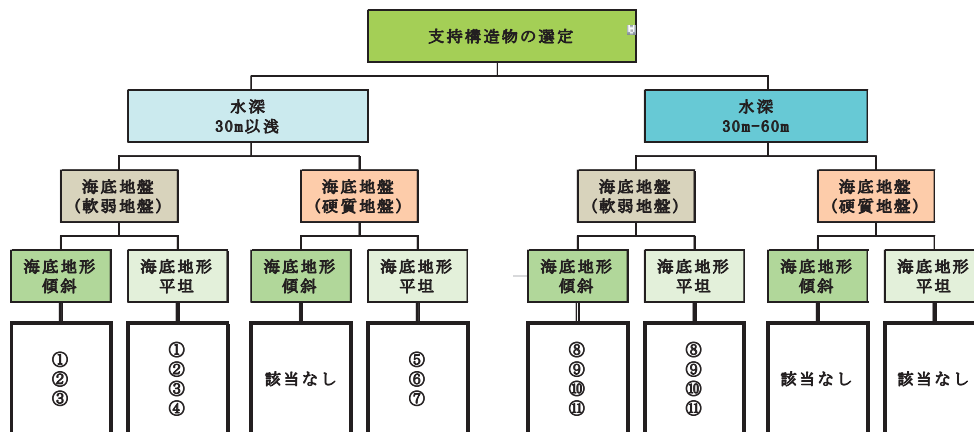 支持構造物の選定
水深
30m以浅
水深
30m-60m
海底地盤
(軟弱地盤)
海底地盤
(硬質地盤)
海底地盤
(軟弱地盤)
海底地盤
(硬質地盤)
海底地形
傾斜
海底地形
平坦
海底地形
傾斜
海底地形
平坦
海底地形
傾斜
海底地形
平坦
海底地形
傾斜
海底地形
平坦
①
②
③
①
②
③
④
該当なし
⑤
⑥
⑦
⑧
⑨
⑩
⑪
⑧
⑨
⑩
⑪
該当なし
該当なし